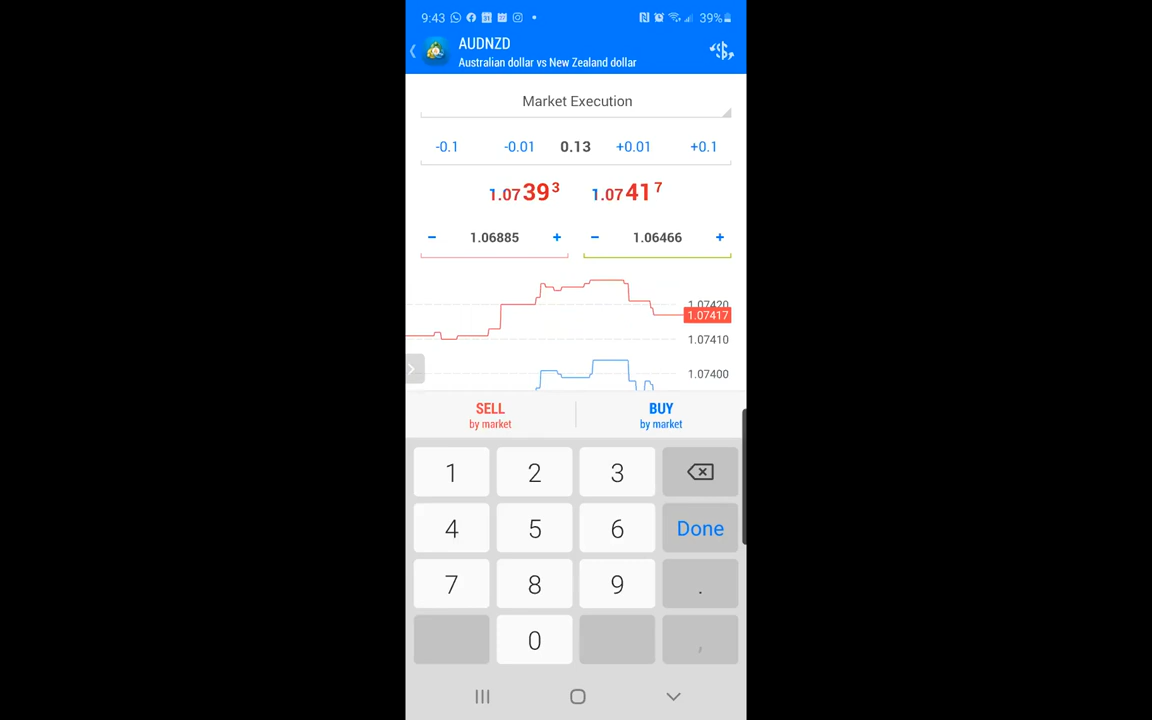 9:43 39%
AUDNZD
Australian dollar vs New Zealand dollar
Market Execution
-0.1 -0.01 0.13 +0.01 +0.1
1.07393 1.07417
− 1.06885 + − 1.06466 +
1.07420
1.07417
1.07410
1.07400
SELL BUY
by market by market
1 2 3
4 5 6 Done
7 8 9 .
0 ,